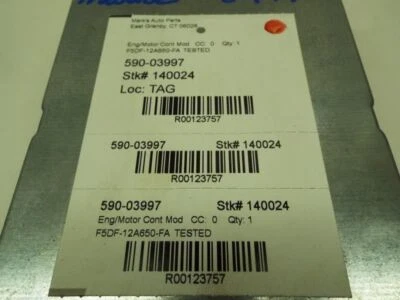 Mark's Auto Parts
East Granby, CT 06026
Eng/Motor Cont Mod CC: 0 Qty: 1
F5DF-12A650-FA TESTED
590-03997
Stk# 140024
Loc: TAG
R00123757
590-03997 Stk# 140024
R00123757
590-03997 Stk# 140024
Eng/Motor Cont Mod CC: 0 Qty: 1
F5DF-12A650-FA TESTED
R00123757